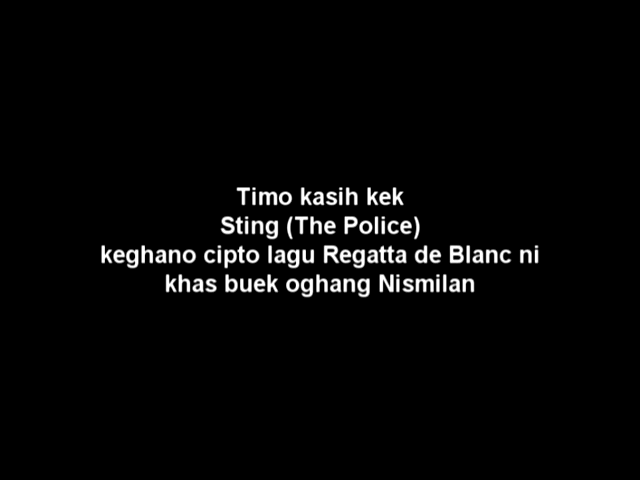 Timo kasih kek
Sting (The Police)
keghano cipto lagu Regatta de Blanc ni
khas buek oghang Nismilan